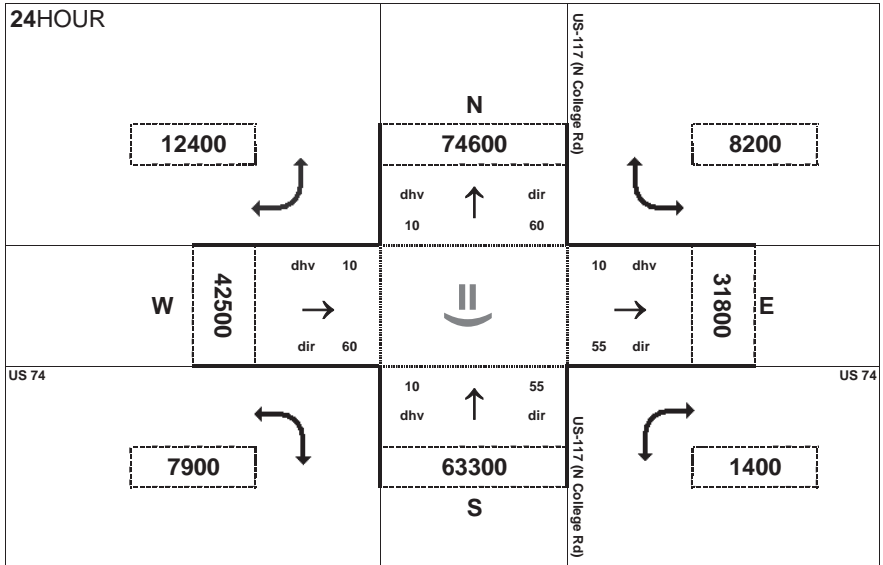 24HOUR
US-117 (N College Rd)
N
12400
74600
8200
dhv
dir
10
60
dhv 10
10 dhv
W
42500
31800
E
dir 60
55 dir
US 74
US 74
10
55
dhv
dir
US-117 (N College Rd)
7900
63300
1400
S